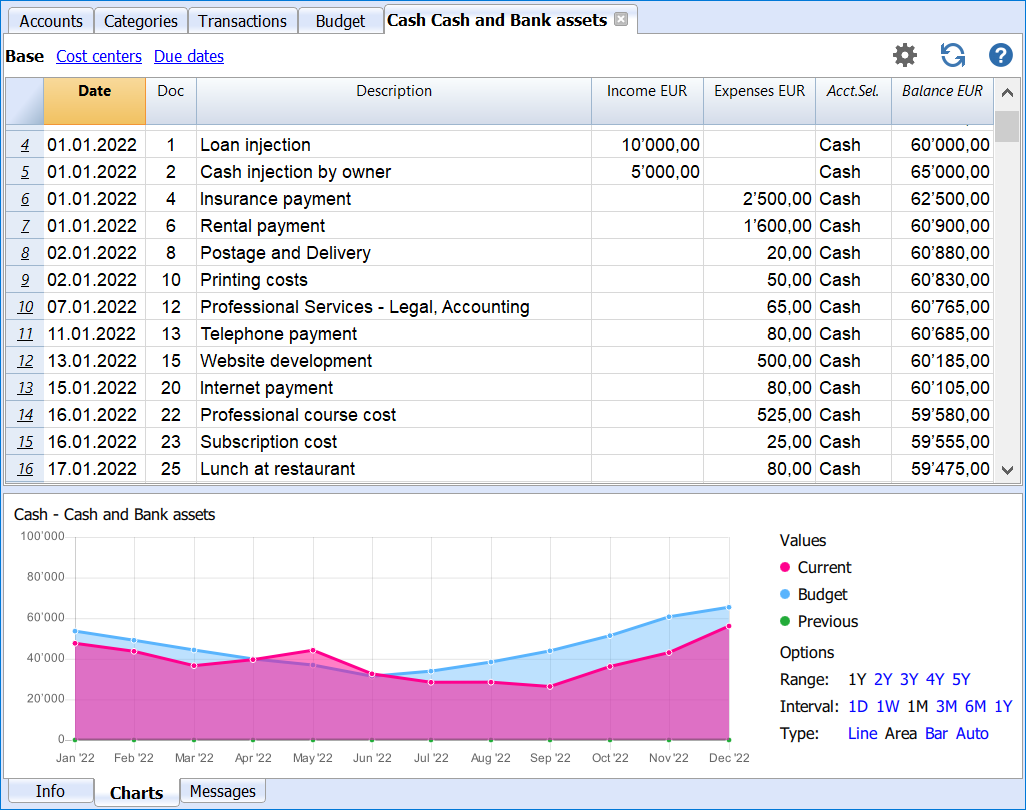 Accounts Categories Transactions Budget Cash Cash and Bank assets
Base Cost centers Due dates ?
Date Doc Description Income EUR Expenses EUR Acct.Sel. Balance EUR
4 01.01.2022 1 Loan injection 10’000,00 Cash 60’000,00
5 01.01.2022 2 Cash injection by owner 5’000,00 Cash 65’000,00
6 01.01.2022 4 Insurance payment 2’500,00 Cash 62’500,00
7 01.01.2022 6 Rental payment 1’600,00 Cash 60’900,00
8 02.01.2022 8 Postage and Delivery 20,00 Cash 60’880,00
9 02.01.2022 10 Printing costs 50,00 Cash 60’830,00
10 07.01.2022 12 Professional Services - Legal, Accounting 65,00 Cash 60’765,00
11 11.01.2022 13 Telephone payment 80,00 Cash 60’685,00
12 13.01.2022 15 Website development 500,00 Cash 60’185,00
13 15.01.2022 20 Internet payment 80,00 Cash 60’105,00
14 16.01.2022 22 Professional course cost 525,00 Cash 59’580,00
15 16.01.2022 23 Subscription cost 25,00 Cash 59’555,00
16 17.01.2022 25 Lunch at restaurant 80,00 Cash 59’475,00
Cash - Cash and Bank assets
100’000
80’000
60’000
40’000
20’000
0
Jan '22 Feb '22 Mar '22 Apr '22 May '22 Jun '22 Jul '22 Aug '22 Sep '22 Oct '22 Nov '22 Dec '22
Values
Current
Budget
Previous
Options
Range: 1Y 2Y 3Y 4Y 5Y
Interval: 1D 1W 1M 3M 6M 1Y
Type: Line Area Bar Auto
Info Charts Messages